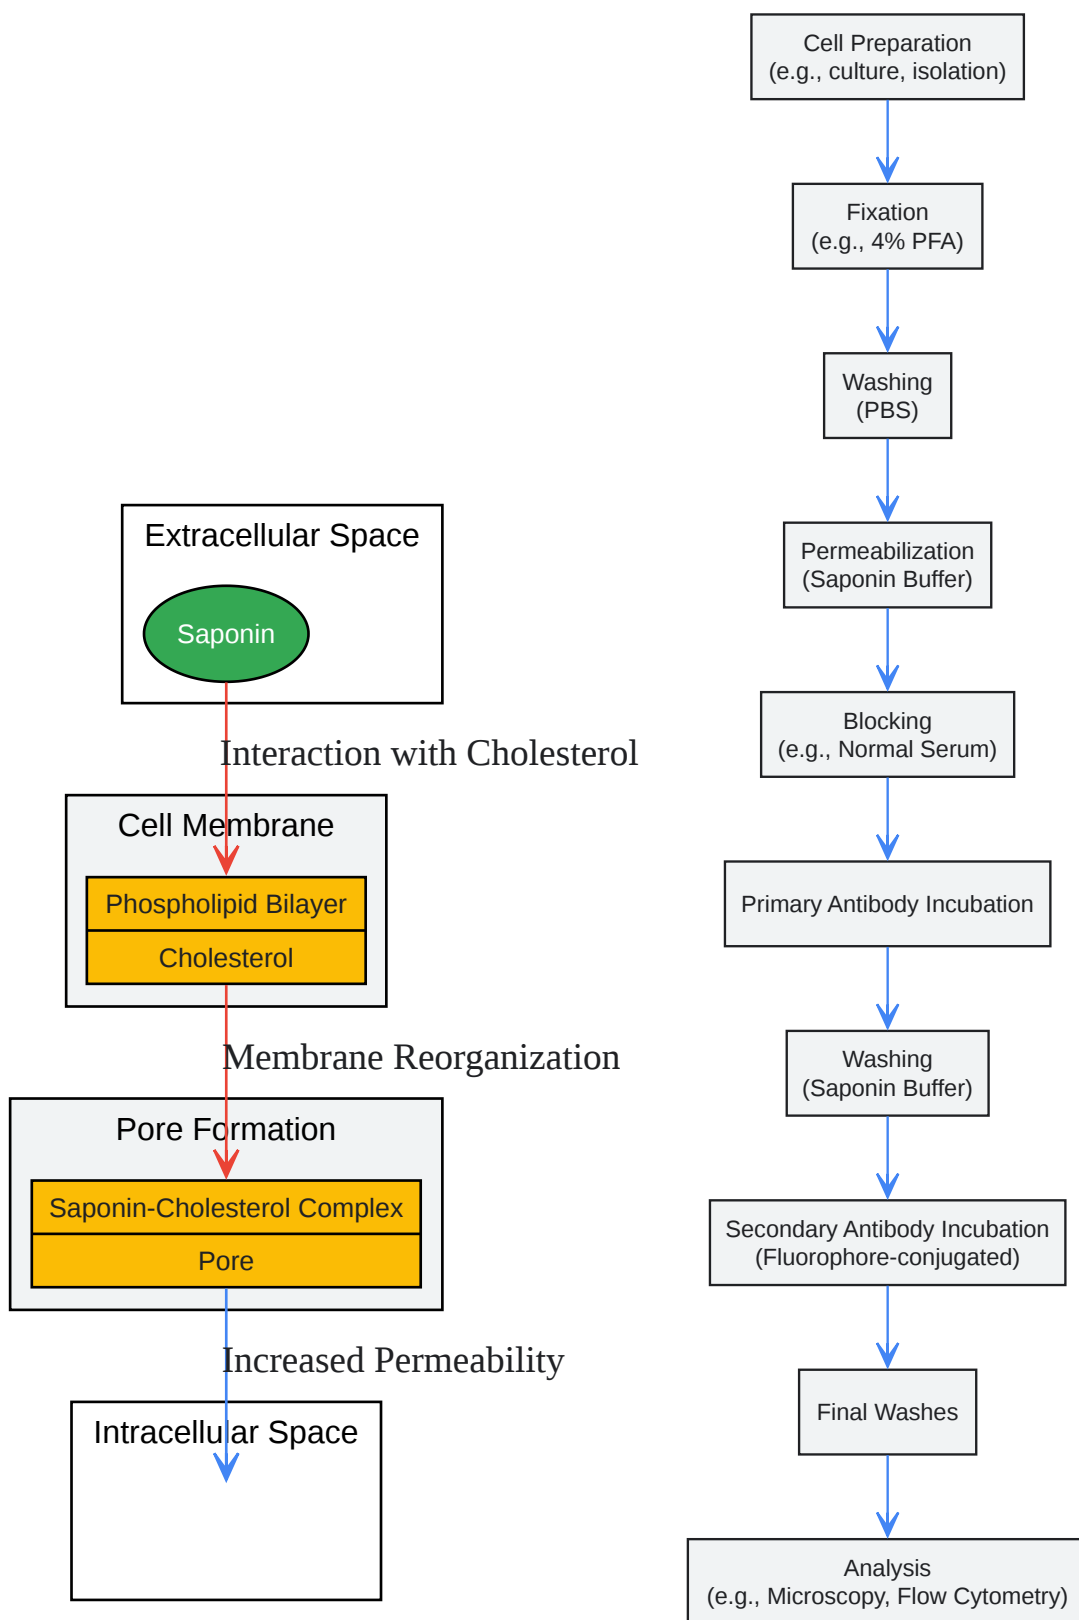 Extracellular Space
Saponin
Interaction with Cholesterol
Cell Membrane
Phospholipid Bilayer
Cholesterol
Membrane Reorganization
Pore Formation
Saponin-Cholesterol Complex
Pore
Increased Permeability
Intracellular Space
Cell Preparation
(e.g., culture, isolation)
Fixation
(e.g., 4% PFA)
Washing
(PBS)
Permeabilization
(Saponin Buffer)
Blocking
(e.g., Normal Serum)
Primary Antibody Incubation
Washing
(Saponin Buffer)
Secondary Antibody Incubation
(Fluorophore-conjugated)
Final Washes
Analysis
(e.g., Microscopy, Flow Cytometry)